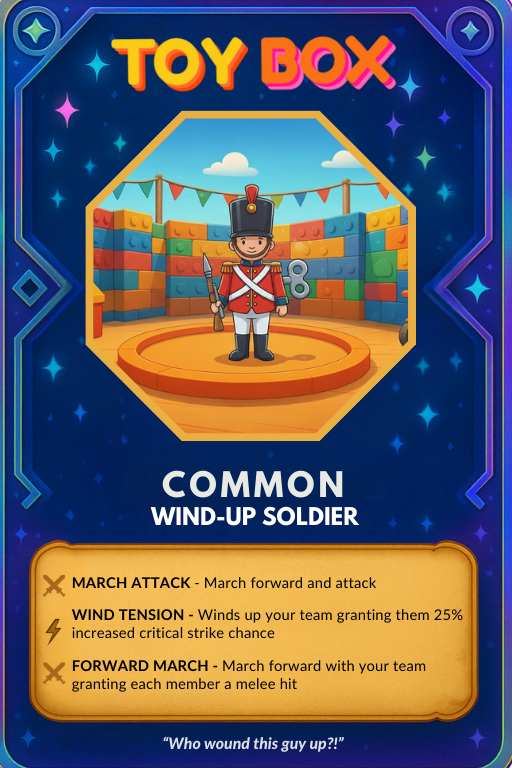 TOY BOX
COMMON
WIND-UP SOLDIER
MARCH ATTACK - March forward and attack
WIND TENSION - Winds up your team granting them 25%
increased critical strike chance
FORWARD MARCH - March forward with your team
granting each member a melee hit
“Who wound this guy up?!”